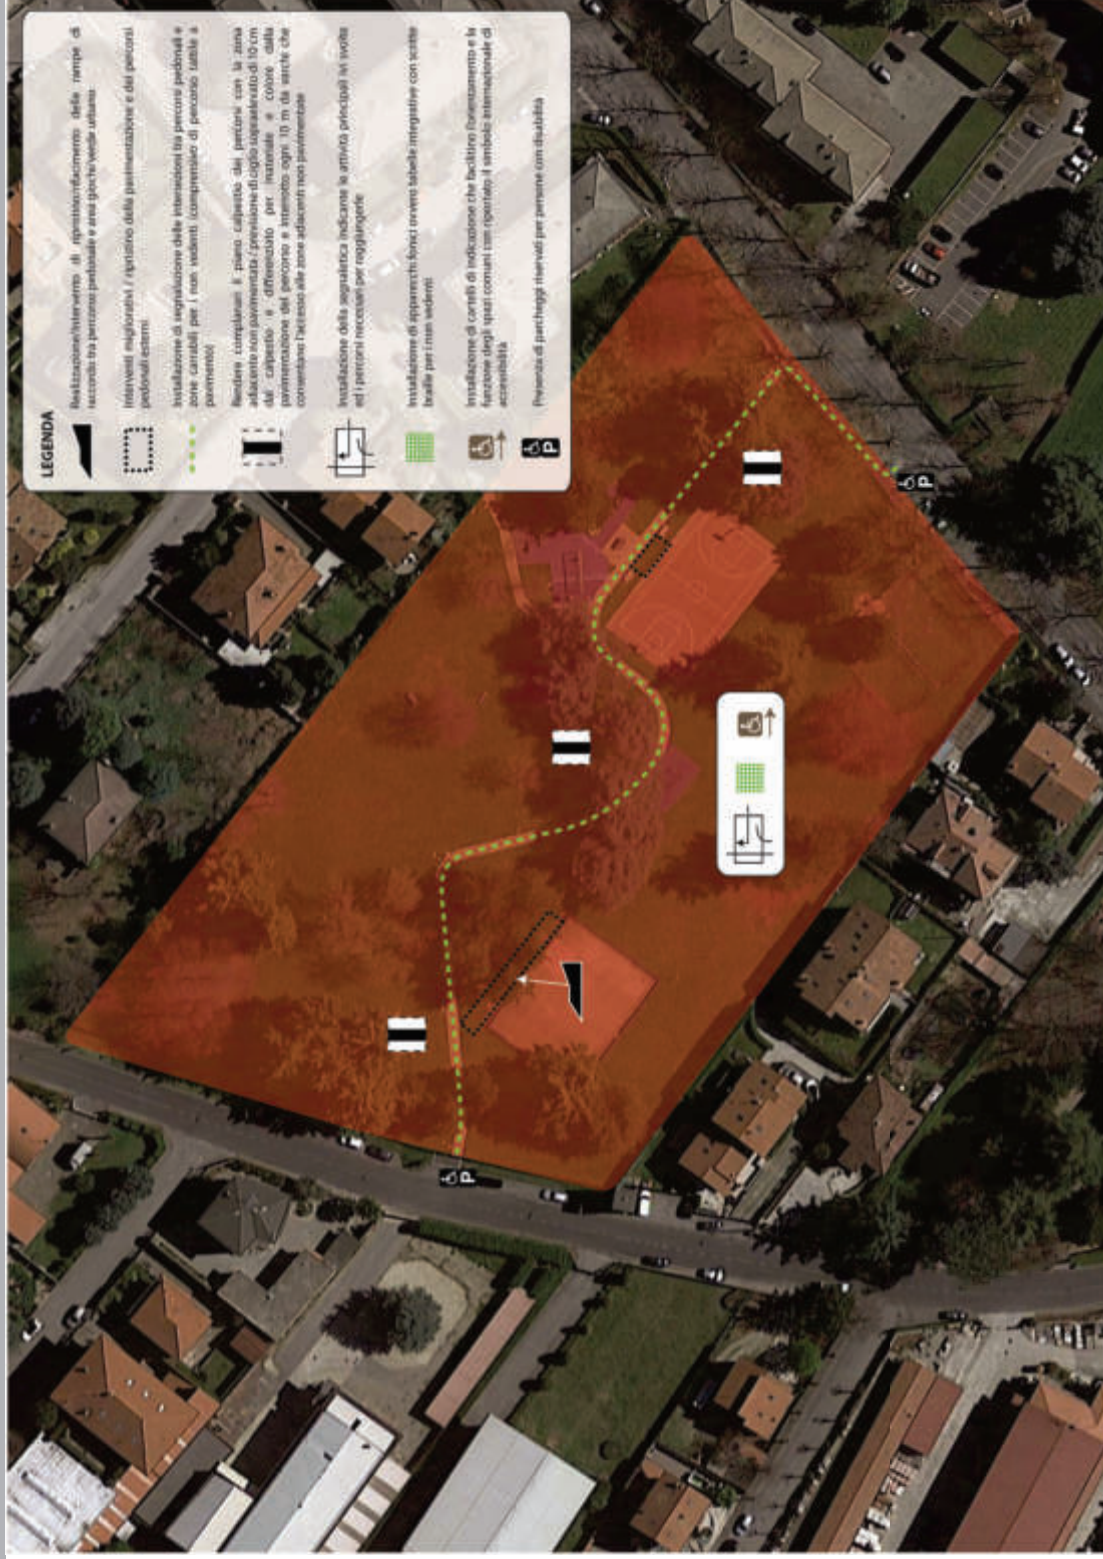 LEGENDA
Realizzazione/intervento di ripristino/rifacimento delle rampe di
raccordo tra percorso pedonale e area giochi/verde urbano
Interventi migliorativi / ripristino della pavimentazione e dei percorsi
pedonali esterni
Installazione di segnalazione delle intersezioni tra percorsi pedonali e
zone carrabili per i non vedenti (comprensivo di percorso tattile a
pavimento)
Rendere complanari il piano calpestio dei percorsi con la zona
adiacente non pavimentata / previsione di ciglio sopraelevato di 10 cm
dal calpestio e differenziato per materiale e colore dalla
pavimentazione del percorso e interrotto ogni 10 m da varchi che
consentano l'accesso alle zone adiacenti non pavimentate
Installazione della segnaletica indicante le attività principali ivi svolte
ed i percorsi necessari per raggiungerle
Installazione di apparecchi fonici ovvero tabelle integrative con scritte
braille per i non vedenti
Installazione di cartelli di indicazione che facilitino l'orientamento e la
fruizione degli spazi comuni con riportato il simbolo internazionale di
accessibilità
Presenza di parcheggi riservati per persone con disabilità
P
P
P